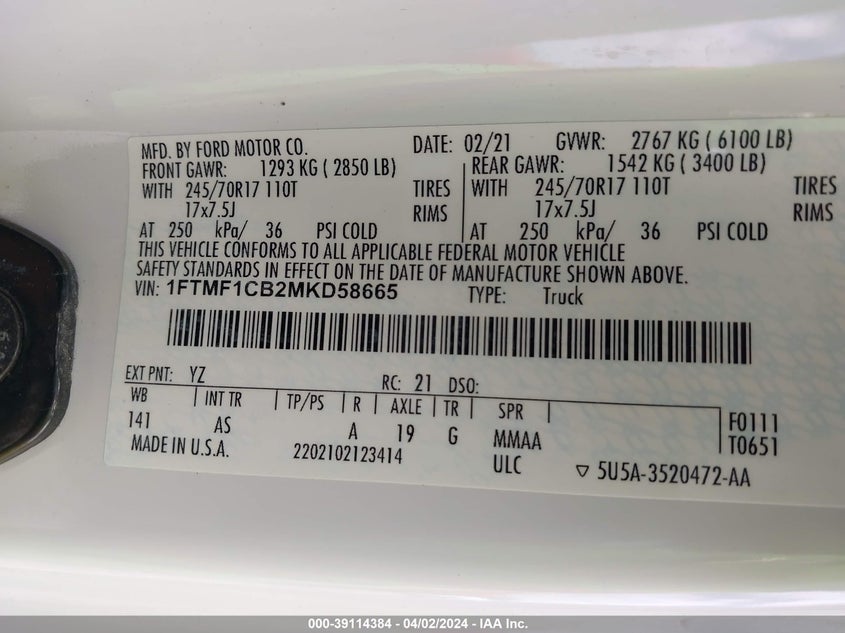 MFD. BY FORD MOTOR CO. DATE: 02/21 GVWR: 2767 KG ( 6100 LB)
FRONT GAWR: 1293 KG ( 2850 LB) REAR GAWR: 1542 KG ( 3400 LB)
WITH 245/70R17 110T TIRES WITH 245/70R17 110T TIRES
17x7.5J RIMS 17x7.5J RIMS
AT 250 kPa/ 36 PSI COLD AT 250 kPa/ 36 PSI COLD
THIS VEHICLE CONFORMS TO ALL APPLICABLE FEDERAL MOTOR VEHICLE
SAFETY STANDARDS IN EFFECT ON THE DATE OF MANUFACTURE SHOWN ABOVE.
VIN: 1FTMF1CB2MKD58665 TYPE: Truck
EXT PNT: YZ RC: 21 DSO:
WB | INT TR | TP/PS | R | AXLE | TR | SPR | F0111
141 AS A 19 G MMAA T0651
MADE IN U.S.A. 2202102123414 ULC ▽ 5U5A-3520472-AA
000-39114384 - 04/02/2024 - IAA Inc.